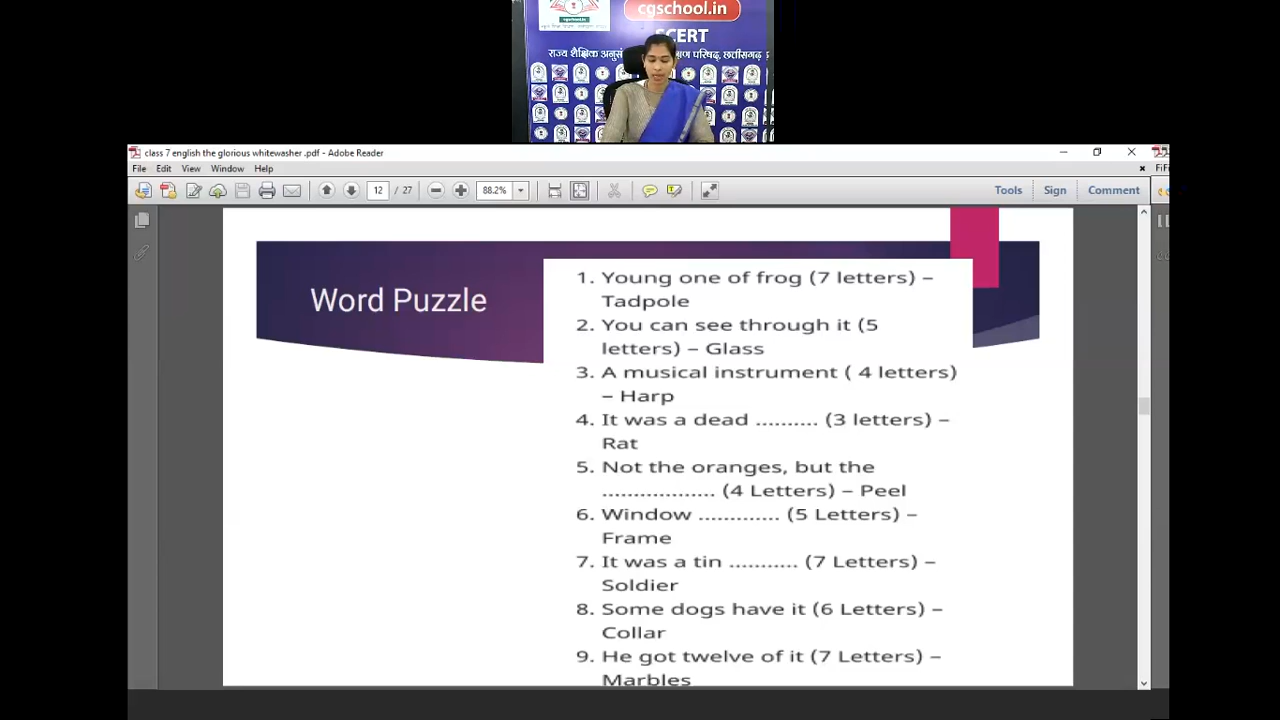 cgschool.in
SCERT
राज्य शैक्षिक अनुसं क्षण परिषद, छत्तीसगढ़
class 7 english the glorious whitewasher .pdf - Adobe Reader
File Edit View Window Help
12 / 27 88.2% Tools Sign Comment
Word Puzzle
1. Young one of frog (7 letters) –
Tadpole
2. You can see through it (5
letters) – Glass
3. A musical instrument ( 4 letters)
– Harp
4. It was a dead .......... (3 letters) –
Rat
5. Not the oranges, but the
.................. (4 Letters) – Peel
6. Window ............. (5 Letters) –
Frame
7. It was a tin ........... (7 Letters) –
Soldier
8. Some dogs have it (6 Letters) –
Collar
9. He got twelve of it (7 Letters) –
Marbles